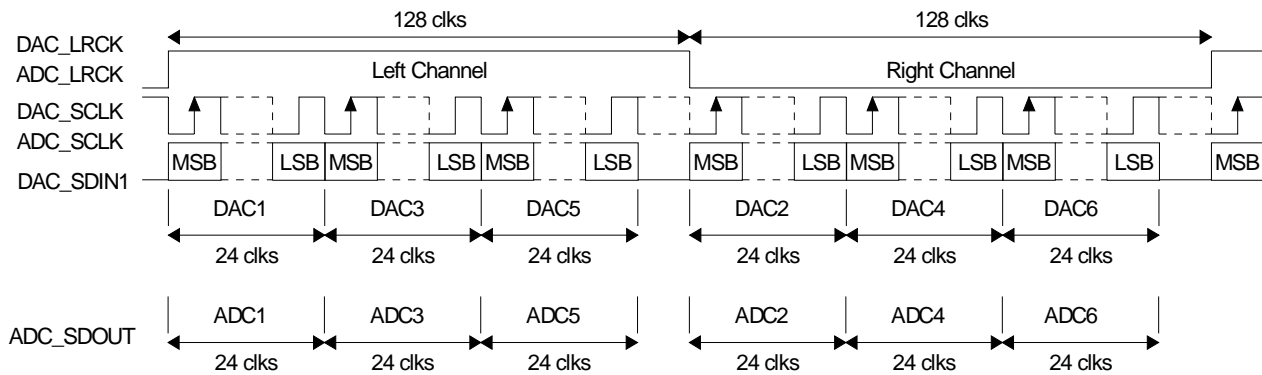 128 clks 128 clks
DAC_LRCK
ADC_LRCK
Left Channel Right Channel
DAC_SCLK
ADC_SCLK
MSB LSB MSB LSB MSB LSB MSB LSB MSB LSB MSB LSB MSB
DAC_SDIN1
DAC1 DAC3 DAC5 DAC2 DAC4 DAC6
24 clks 24 clks 24 clks 24 clks 24 clks 24 clks
ADC1 ADC3 ADC5 ADC2 ADC4 ADC6
ADC_SDOUT
24 clks 24 clks 24 clks 24 clks 24 clks 24 clks